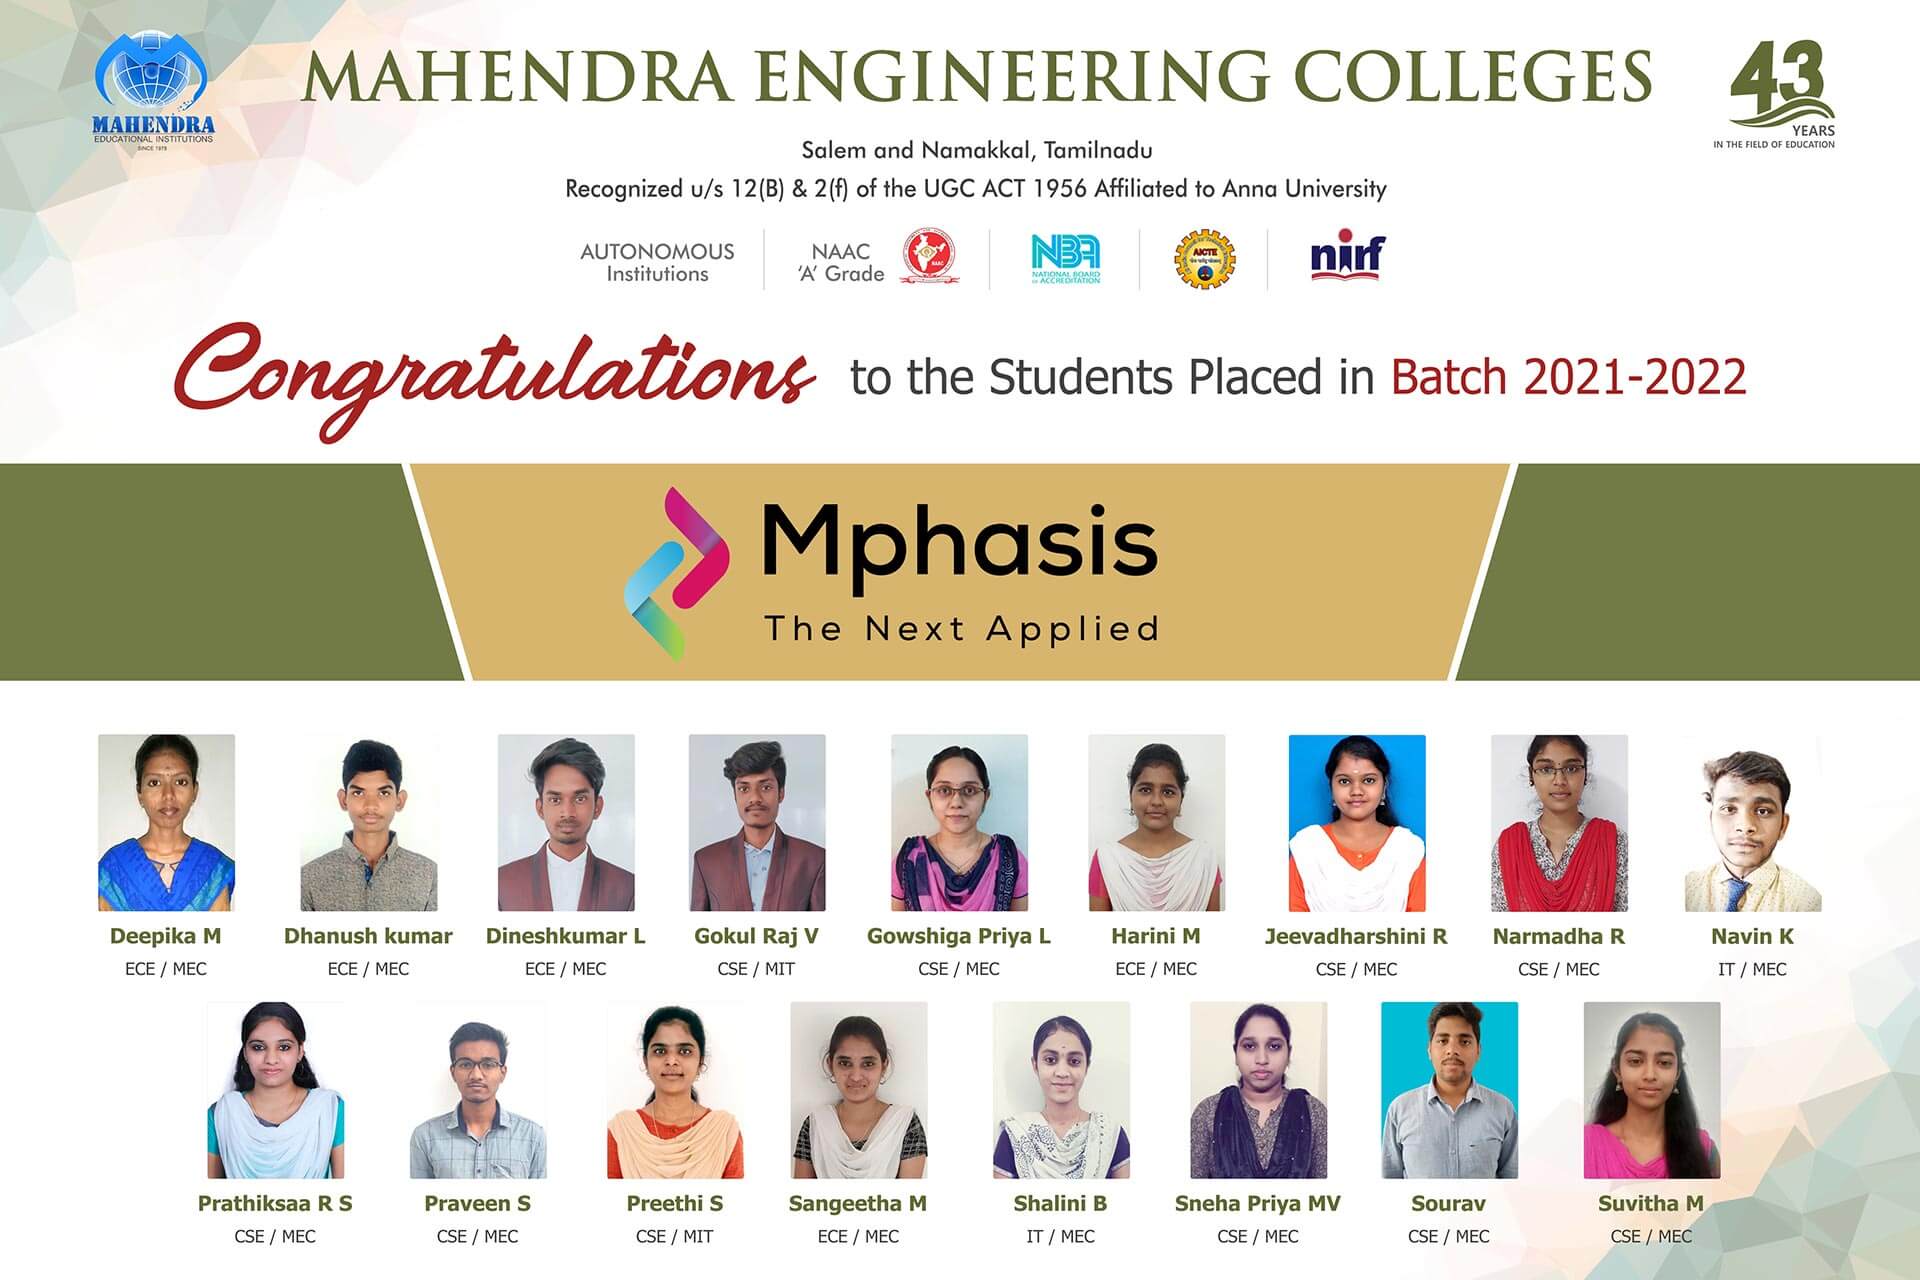 MAHENDRA
EDUCATIONAL INSTITUTIONS
SINCE 1978
MAHENDRA ENGINEERING COLLEGES
43
YEARS
IN THE FIELD OF EDUCATION
Salem and Namakkal, Tamilnadu
Recognized u/s 12(B) & 2(f) of the UGC ACT 1956 Affiliated to Anna University
AUTONOMOUS
Institutions
NAAC
'A' Grade
NAAC
NBA
NATIONAL BOARD
OF ACCREDITATION
AICTE
nirf
Congratulations to the Students Placed in Batch 2021-2022
Mphasis
The Next Applied
Deepika M
ECE / MEC
Dhanush kumar
ECE / MEC
Dineshkumar L
ECE / MEC
Gokul Raj V
CSE / MIT
Gowshiga Priya L
CSE / MEC
Harini M
ECE / MEC
Jeevadharshini R
CSE / MEC
Narmadha R
CSE / MEC
Navin K
IT / MEC
Prathiksaa R S
CSE / MEC
Praveen S
CSE / MEC
Preethi S
CSE / MIT
Sangeetha M
ECE / MEC
Shalini B
IT / MEC
Sneha Priya MV
CSE / MEC
Sourav
CSE / MEC
Suvitha M
CSE / MEC